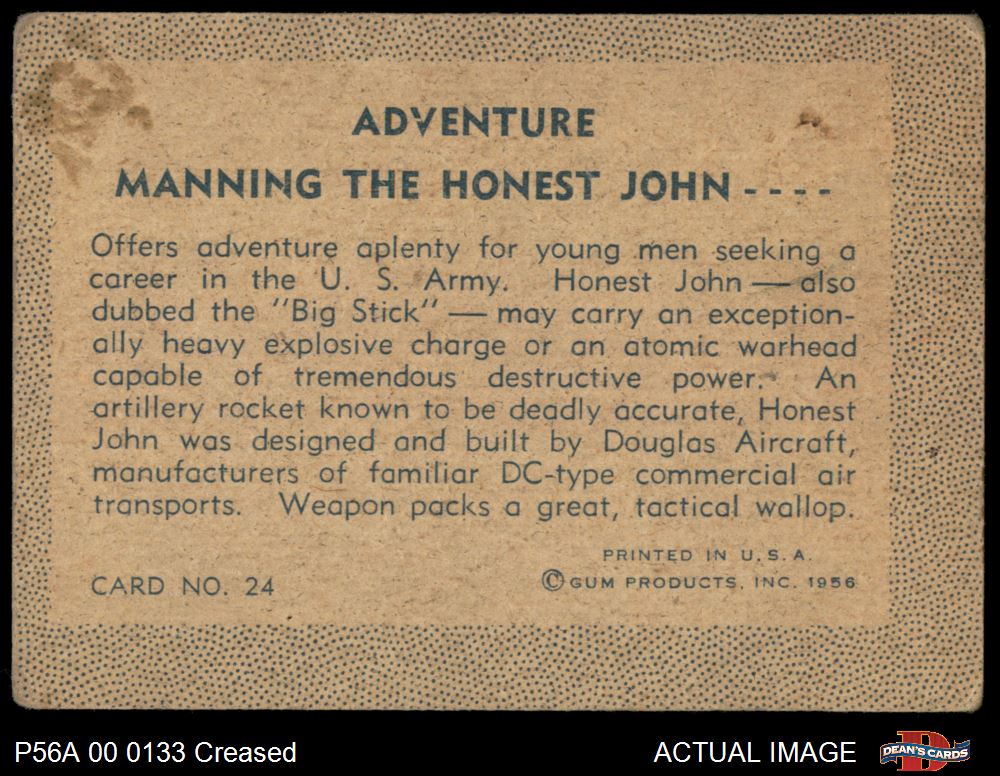 ADVENTURE
MANNING THE HONEST JOHN - - - -
Offers adventure aplenty for young men seeking a
career in the U. S. Army. Honest John — also
dubbed the "Big Stick" — may carry an exception-
ally heavy explosive charge or an atomic warhead
capable of tremendous destructive power. An
artillery rocket known to be deadly accurate, Honest
John was designed and built by Douglas Aircraft,
manufacturers of familiar DC-type commercial air
transports. Weapon packs a great, tactical wallop.
PRINTED IN U. S. A.
CARD NO. 24
© GUM PRODUCTS, INC. 1956
P56A 00 0133 Creased
ACTUAL IMAGE
DEAN'S CARDS